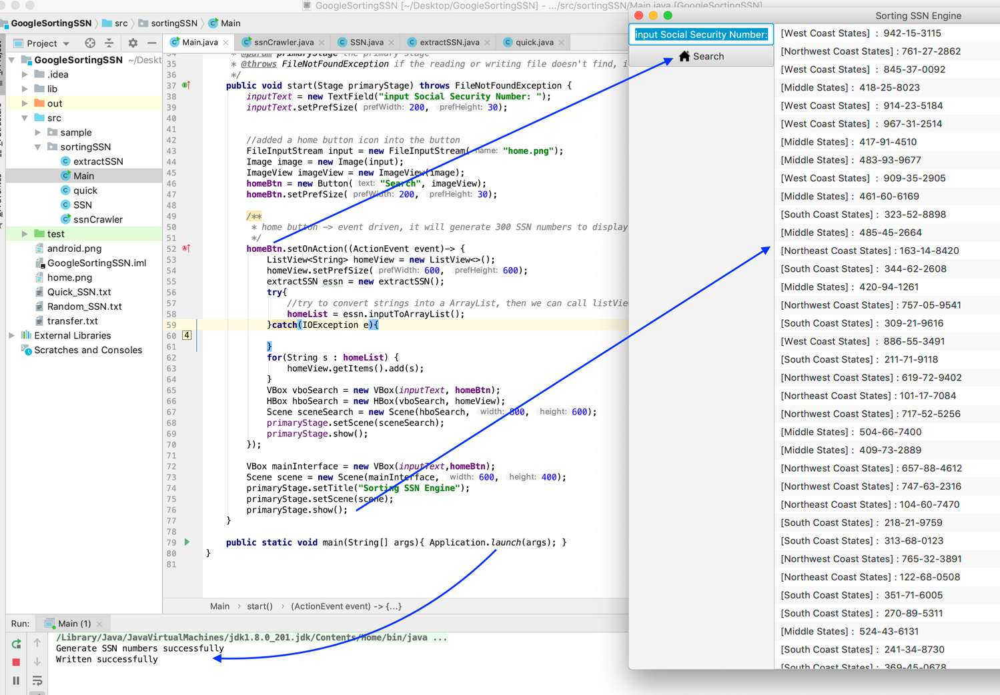 GoogleSortingSSN [~/Desktop/GoogleSortingSSN] - .../src/sortingSSN/Main.java [GoogleSortingSSN]
GoogleSortingSSN
src
sortingSSN
Main
Project
GoogleSortingSSN ~/Deskt
.idea
lib
out
src
sample
sortingSSN
extractSSN
Main
quick
SSN
ssnCrawler
test
android.png
GoogleSortingSSN.iml
home.png
Quick_SSN.txt
Random_SSN.txt
transfer.txt
External Libraries
Scratches and Consoles
Main.java
ssnCrawler.java
SSN.java
extractSSN.java
quick.java
34 * @param primaryStage the primary stage
35 * @throws FileNotFoundException if the reading or writing file doesn't find, i
36 */
37 public void start(Stage primaryStage) throws FileNotFoundException {
38 inputText = new TextField("input Social Security Number: ");
39 inputText.setPrefSize( prefWidth: 200, prefHeight: 30);
40
41
42 //added a home button icon into the button
43 FileInputStream input = new FileInputStream( name: "home.png");
44 Image image = new Image(input);
45 ImageView imageView = new ImageView(image);
46 homeBtn = new Button( text: "Search", imageView);
47 homeBtn.setPrefSize( prefWidth: 200, prefHeight: 30);
48
49 /**
50 * home button -> event driven, it will generate 300 SSN numbers to display
51 */
52 homeBtn.setOnAction((ActionEvent event)-> {
53 ListView<String> homeView = new ListView<>();
54 homeView.setPrefSize( prefWidth: 600, prefHeight: 600);
55 extractSSN essn = new extractSSN();
56 try{
57 //try to convert strings into a ArrayList, then we can call listVie
58 homeList = essn.inputToArrayList();
59 }catch(IOException e){
60 4
61 }
62 for(String s : homeList) {
63 homeView.getItems().add(s);
64 }
65 VBox vboSearch = new VBox(inputText, homeBtn);
66 HBox hboSearch = new HBox(vboSearch, homeView);
67 Scene sceneSearch = new Scene(hboSearch, width: 800, height: 600);
68 primaryStage.setScene(sceneSearch);
69 primaryStage.show();
70 });
71
72 VBox mainInterface = new VBox(inputText,homeBtn);
73 Scene scene = new Scene(mainInterface, width: 600, height: 400);
74 primaryStage.setTitle("Sorting SSN Engine");
75 primaryStage.setScene(scene);
76 primaryStage.show();
77 }
78
79 public static void main(String[] args){ Application.launch(args); }
80 }
81
Main › start() › (ActionEvent event) -> {...}
Run: Main (1)
/Library/Java/JavaVirtualMachines/jdk1.8.0_201.jdk/Contents/Home/bin/java ...
Generate SSN numbers successfully
Written successfully
Sorting SSN Engine
input Social Security Number:
Search
[West Coast States] : 942-15-3115
[Northwest Coast States] : 761-27-2862
[West Coast States] : 845-37-0092
[Middle States] : 418-25-8023
[West Coast States] : 914-23-5184
[West Coast States] : 967-31-2514
[Middle States] : 417-91-4510
[Middle States] : 483-93-9677
[West Coast States] : 909-35-2905
[Middle States] : 461-60-6169
[South Coast States] : 323-52-8898
[Middle States] : 485-45-2664
[Northeast Coast States] : 163-14-8420
[South Coast States] : 344-62-2608
[Middle States] : 420-94-1261
[Northwest Coast States] : 757-05-9541
[South Coast States] : 309-21-9616
[West Coast States] : 886-55-3491
[South Coast States] : 211-71-9118
[Northwest Coast States] : 619-72-9402
[Northeast Coast States] : 101-17-7084
[Northwest Coast States] : 717-52-5256
[Middle States] : 504-66-7400
[Middle States] : 409-73-2889
[Northwest Coast States] : 657-88-4612
[Northwest Coast States] : 747-63-2316
[Northeast Coast States] : 104-60-7470
[South Coast States] : 218-21-9759
[South Coast States] : 313-68-0123
[Northwest Coast States] : 765-32-3891
[Northeast Coast States] : 122-68-0508
[South Coast States] : 351-71-6005
[South Coast States] : 270-89-5311
[Middle States] : 524-43-6131
[South Coast States] : 241-34-8730
[South Coast States] : 369-45-0678